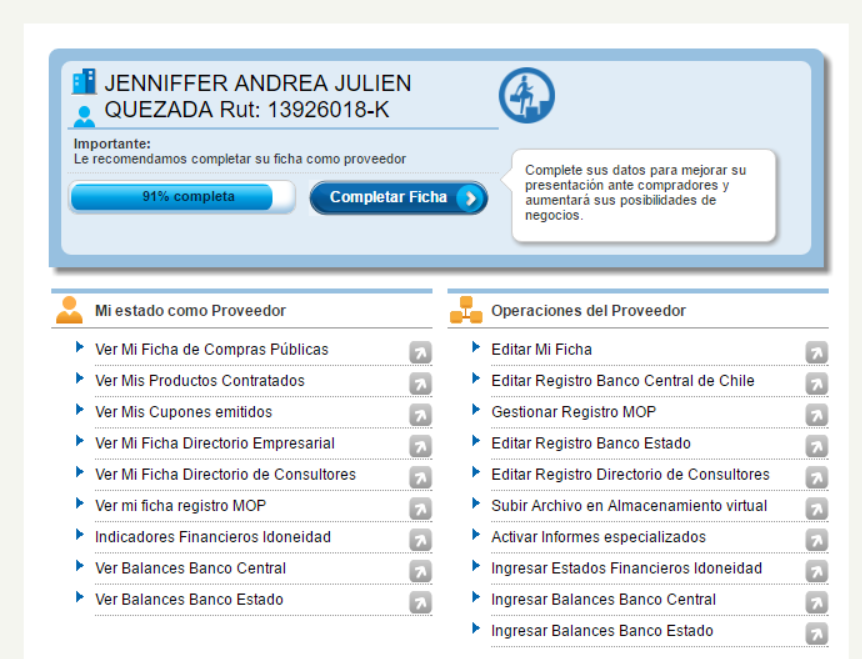 JENNIFFER ANDREA JULIEN
QUEZADA Rut: 13926018-K
Importante:
Le recomendamos completar su ficha como proveedor
91% completa
Completar Ficha
Complete sus datos para mejorar su
presentación ante compradores y
aumentará sus posibilidades de
negocios.
Mi estado como Proveedor
Ver Mi Ficha de Compras Públicas
Ver Mis Productos Contratados
Ver Mis Cupones emitidos
Ver Mi Ficha Directorio Empresarial
Ver Mi Ficha Directorio de Consultores
Ver mi ficha registro MOP
Indicadores Financieros Idoneidad
Ver Balances Banco Central
Ver Balances Banco Estado
Operaciones del Proveedor
Editar Mi Ficha
Editar Registro Banco Central de Chile
Gestionar Registro MOP
Editar Registro Banco Estado
Editar Registro Directorio de Consultores
Subir Archivo en Almacenamiento virtual
Activar Informes especializados
Ingresar Estados Financieros Idoneidad
Ingresar Balances Banco Central
Ingresar Balances Banco Estado